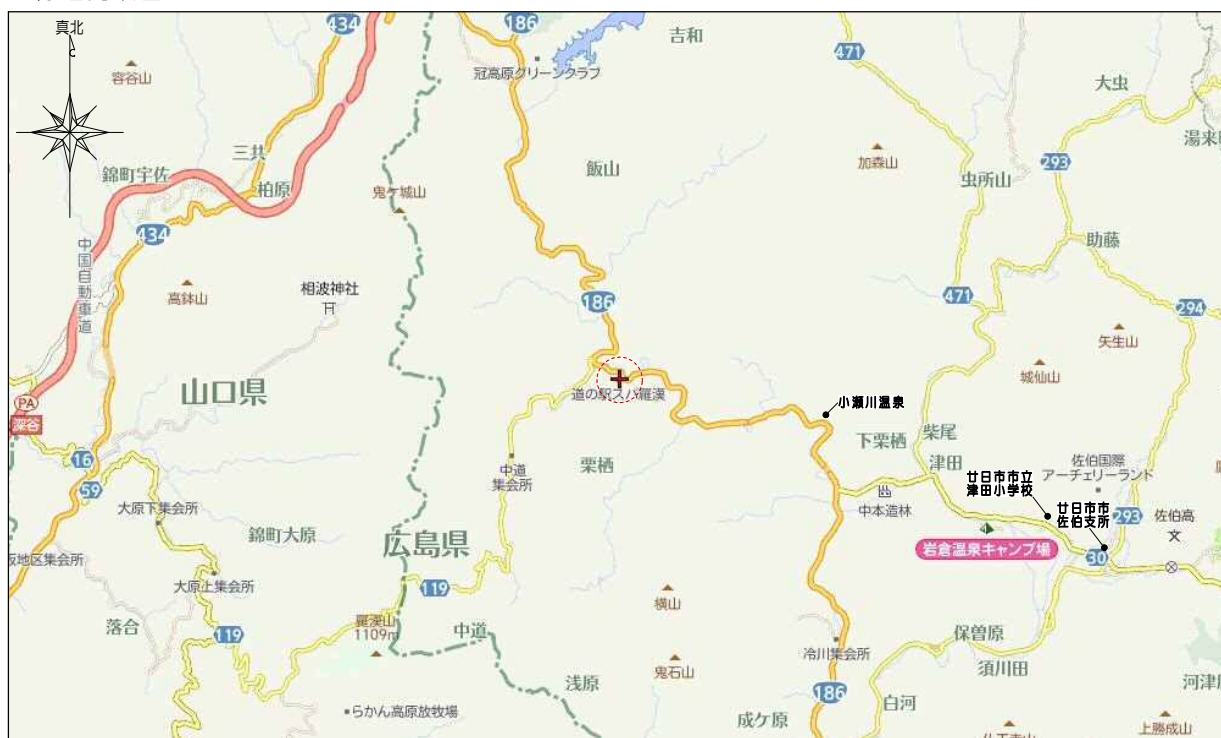 真北
434
186
吉和
471
冠高原グリーンクラブ
容谷山
大虫
三共
加森山
293
飯山
錦町宇佐
柏原
鬼ケ城山
虫所山
434
助藤
中国自動車道
高鉢山
相波神社
186
471
294
矢生山
城仙山
山口県
道の駅スパ羅漢
PA
深谷
小瀬川温泉
下栗栖
柴尾
津田
16
中道
集会所
栗栖
佐伯国際
アーチェリーランド
廿日市市立
津田小学校
59
大原下集会所
中本造林
廿日市市
佐伯支所
293
佐伯高
文
錦町大原
広島県
岩倉温泉キャンプ場
30
大原上集会所
119
横山
落合
119
羅漢山
1109m
中道
保曽原
冷川集会所
須川田
鬼石山
浅原
186
白河
らかん高原放牧場
成ケ原
上勝成山